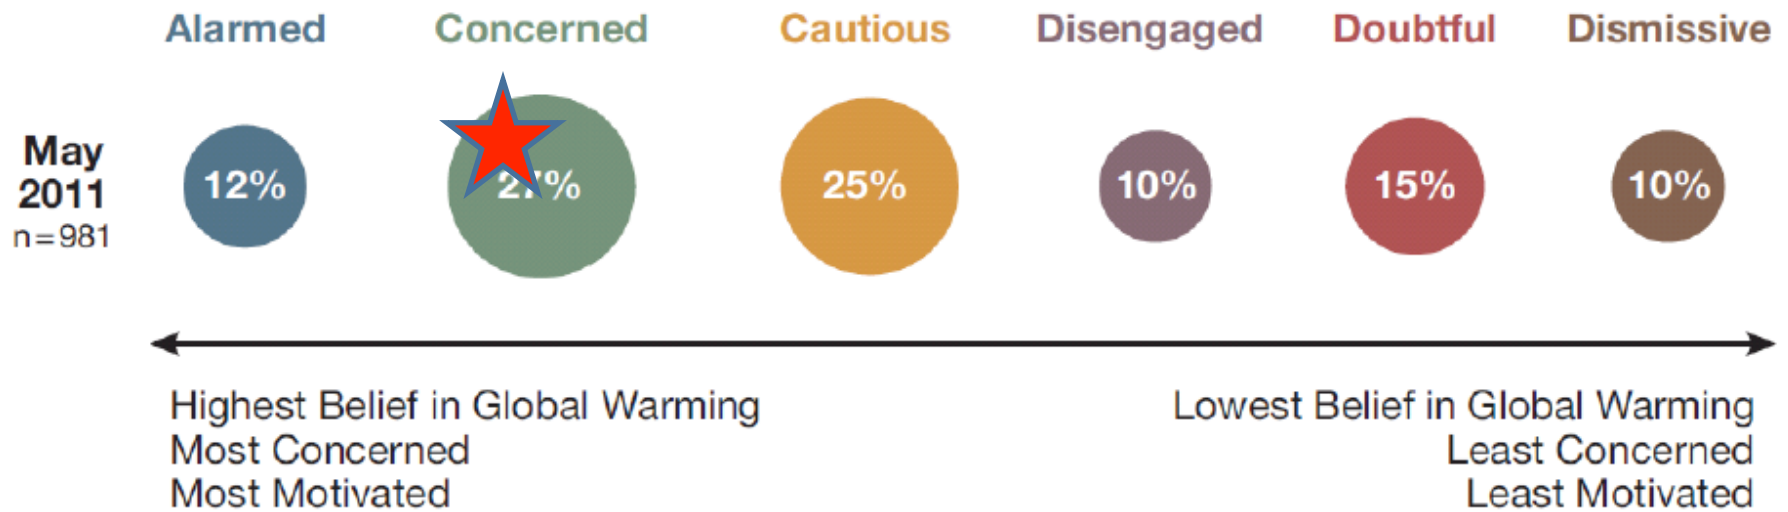 Alarmed Concerned Cautious Disengaged Doubtful Dismissive
May
2011
n=981
12% 27% 25% 10% 15% 10%
Highest Belief in Global Warming
Most Concerned
Most Motivated
Lowest Belief in Global Warming
Least Concerned
Least Motivated